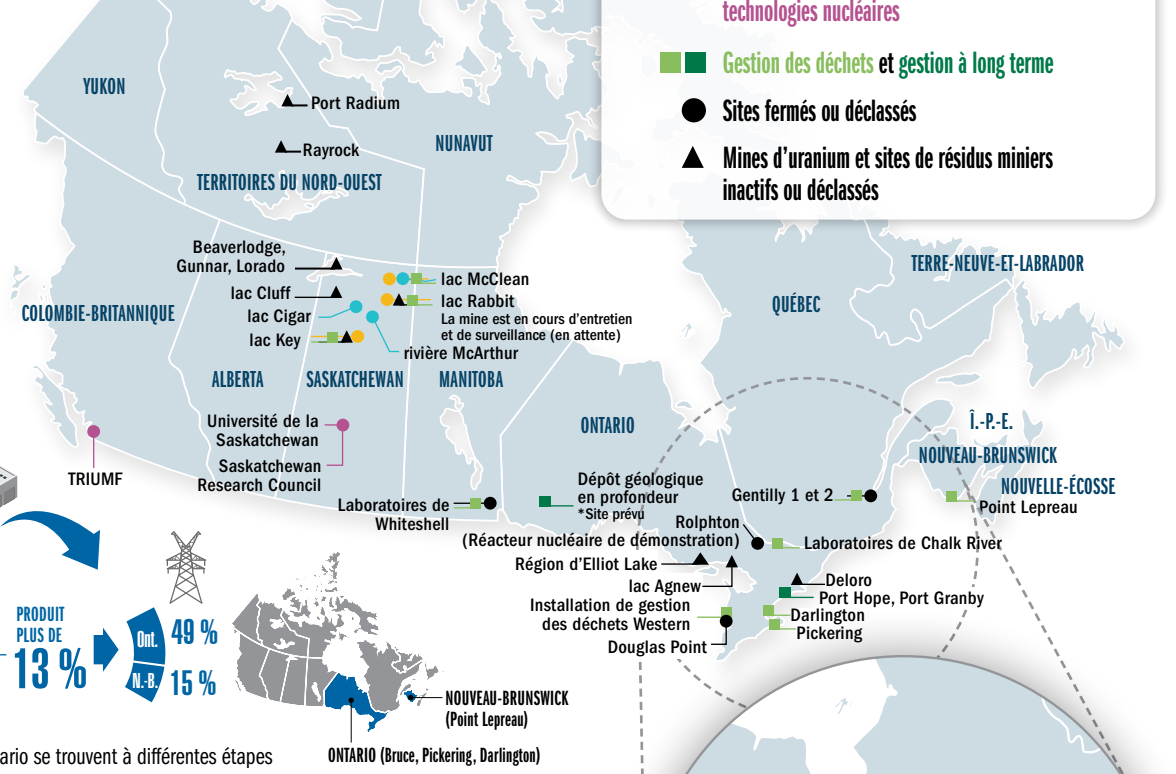 technologies nucléaires
Gestion des déchets et gestion à long terme
Sites fermés ou déclassés
Mines d'uranium et sites de résidus miniers
inactifs ou déclassés
YUKON
Port Radium
Rayrock
NUNAVUT
TERRITOIRES DU NORD-OUEST
Beaverlodge,
Gunnar, Lorado
lac Cluff
lac Cigar
lac Key
lac McClean
lac Rabbit
La mine est en cours d'entretien
et de surveillance (en attente)
rivière McArthur
COLOMBIE-BRITANNIQUE
ALBERTA
SASKATCHEWAN
MANITOBA
ONTARIO
QUÉBEC
TERRE-NEUVE-ET-LABRADOR
Î.-P.-E.
NOUVEAU-BRUNSWICK
NOUVELLE-ÉCOSSE
Point Lepreau
TRIUMF
Université de la
Saskatchewan
Saskatchewan
Research Council
Laboratoires de
Whiteshell
Dépôt géologique
en profondeur
*Site prévu
Gentilly 1 et 2
Rolphton
(Réacteur nucléaire de démonstration)
Laboratoires de Chalk River
Région d'Elliot Lake
lac Agnew
Deloro
Port Hope, Port Granby
Installation de gestion
des déchets Western
Darlington
Pickering
Douglas Point
PRODUIT
PLUS DE
13 %
Ont.
49 %
N.-B.
15 %
NOUVEAU-BRUNSWICK
(Point Lepreau)
ONTARIO (Bruce, Pickering, Darlington)
ario se trouvent à différentes étapes